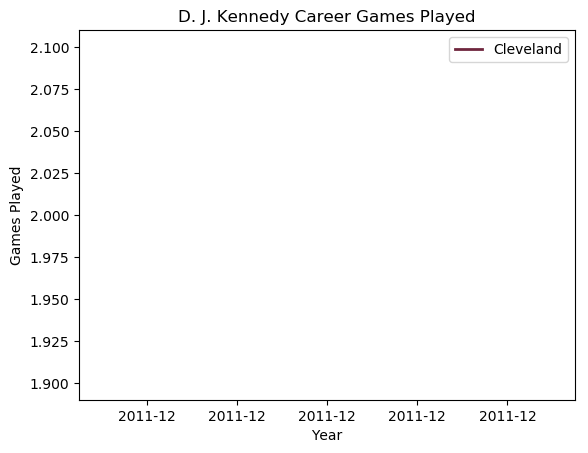 D. J. Kennedy Career Games Played
Cleveland
2.100
2.075
2.050
2.025
2.000
1.975
1.950
1.925
1.900
Games Played
2011-12 2011-12 2011-12 2011-12 2011-12
Year